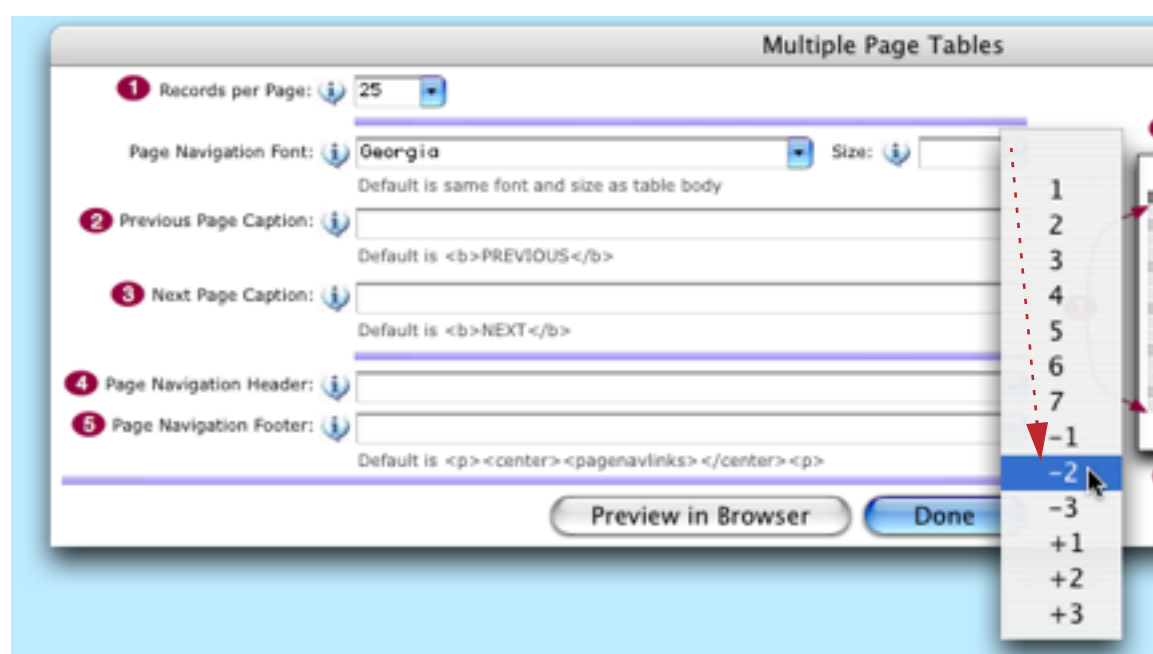 Multiple Page Tables
1 Records per Page: 25
Page Navigation Font: Georgia Size:
Default is same font and size as table body
2 Previous Page Caption:
Default is <b>PREVIOUS</b>
3 Next Page Caption:
Default is <b>NEXT</b>
4 Page Navigation Header:
5 Page Navigation Footer:
Default is <p><center><pagenavlinks></center><p>
Preview in Browser Done
1
2
3
4
5
6
7
-1
-2
-3
+1
+2
+3